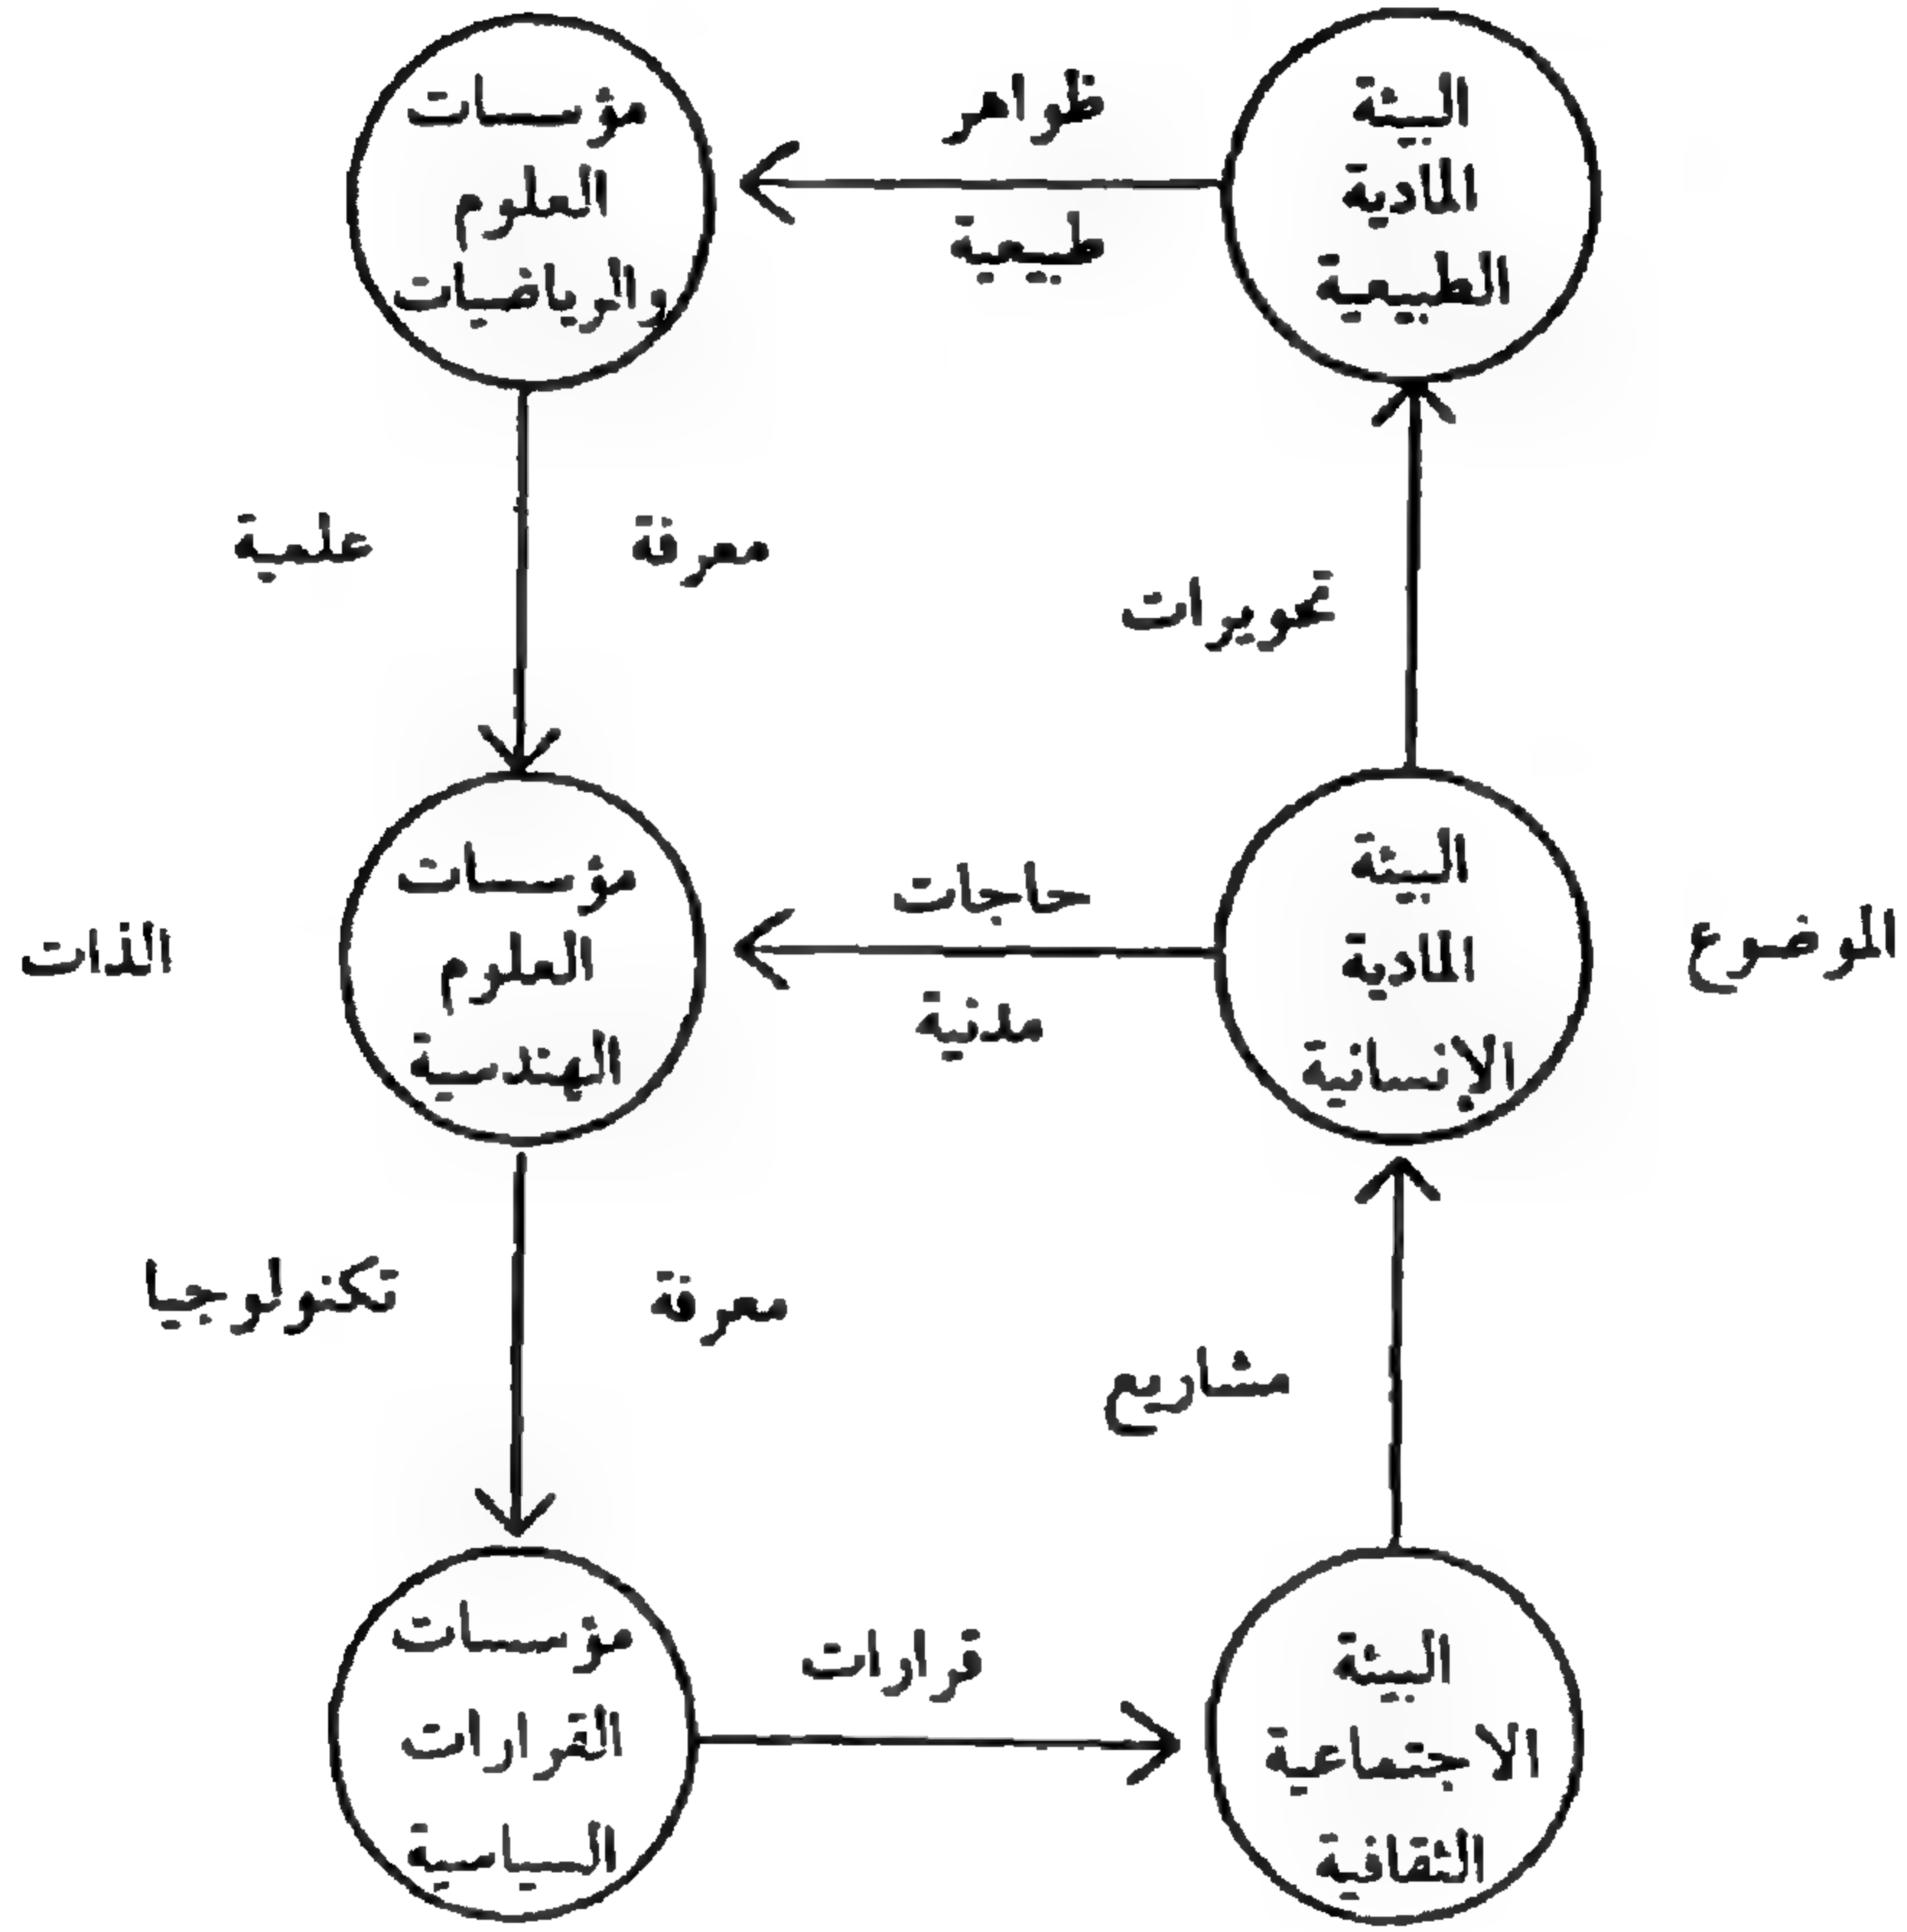 البيئة
المادية
الطبيعية
ظواهر
طبيعية
مؤسسات
العلوم
والرياضيات
تحويرات
معرفة
علمية
الموضوع
البيئة
المادية
الإنسانية
حاجات
مدنية
مؤسسات
العلوم
الهندسية
الذات
مشاريع
معرفة
تكنولوجيا
البيئة
الاجتماعية
الثقافية
قرارات
مؤسسات
القرارات
السياسية